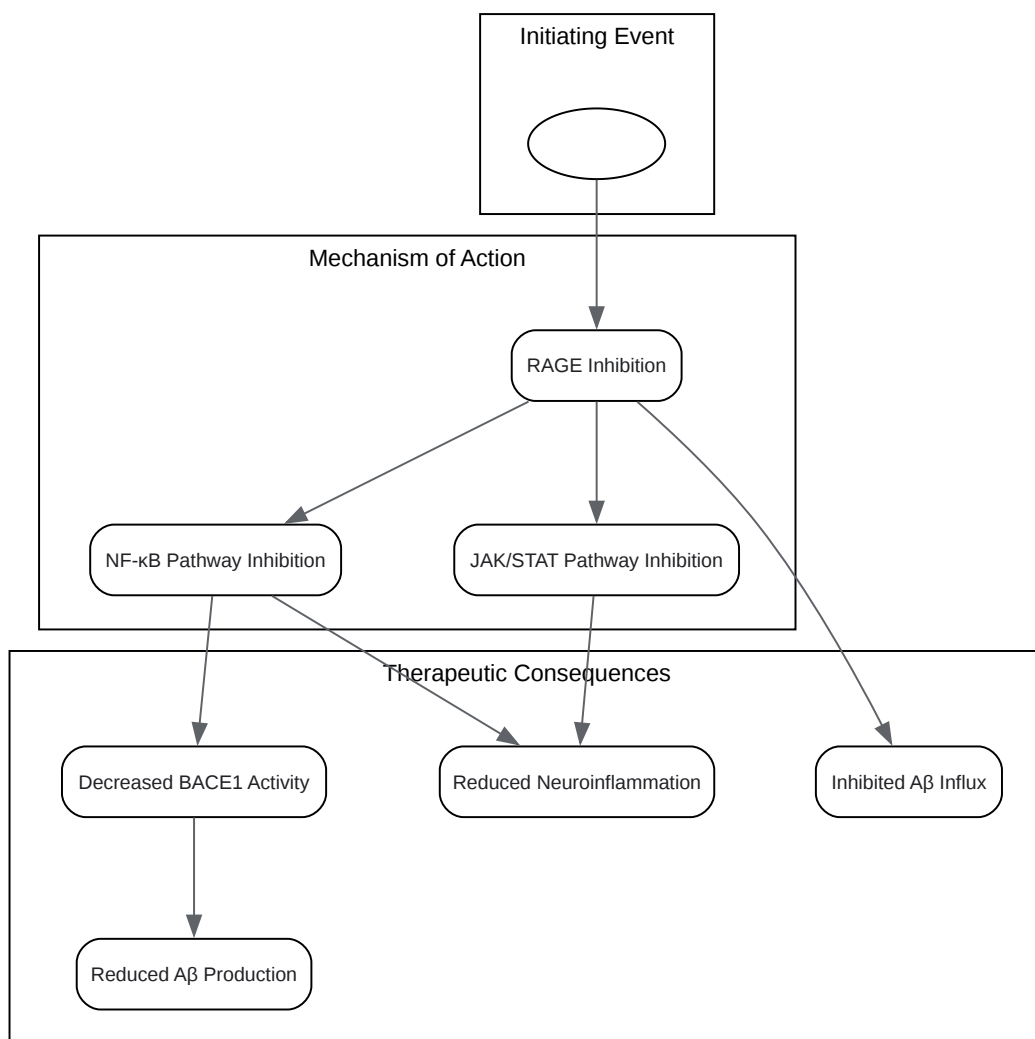 Initiating Event
Mechanism of Action
RAGE Inhibition
NF-κB Pathway Inhibition
JAK/STAT Pathway Inhibition
Therapeutic Consequences
Decreased BACE1 Activity
Reduced Neuroinflammation
Inhibited Aβ Influx
Reduced Aβ Production